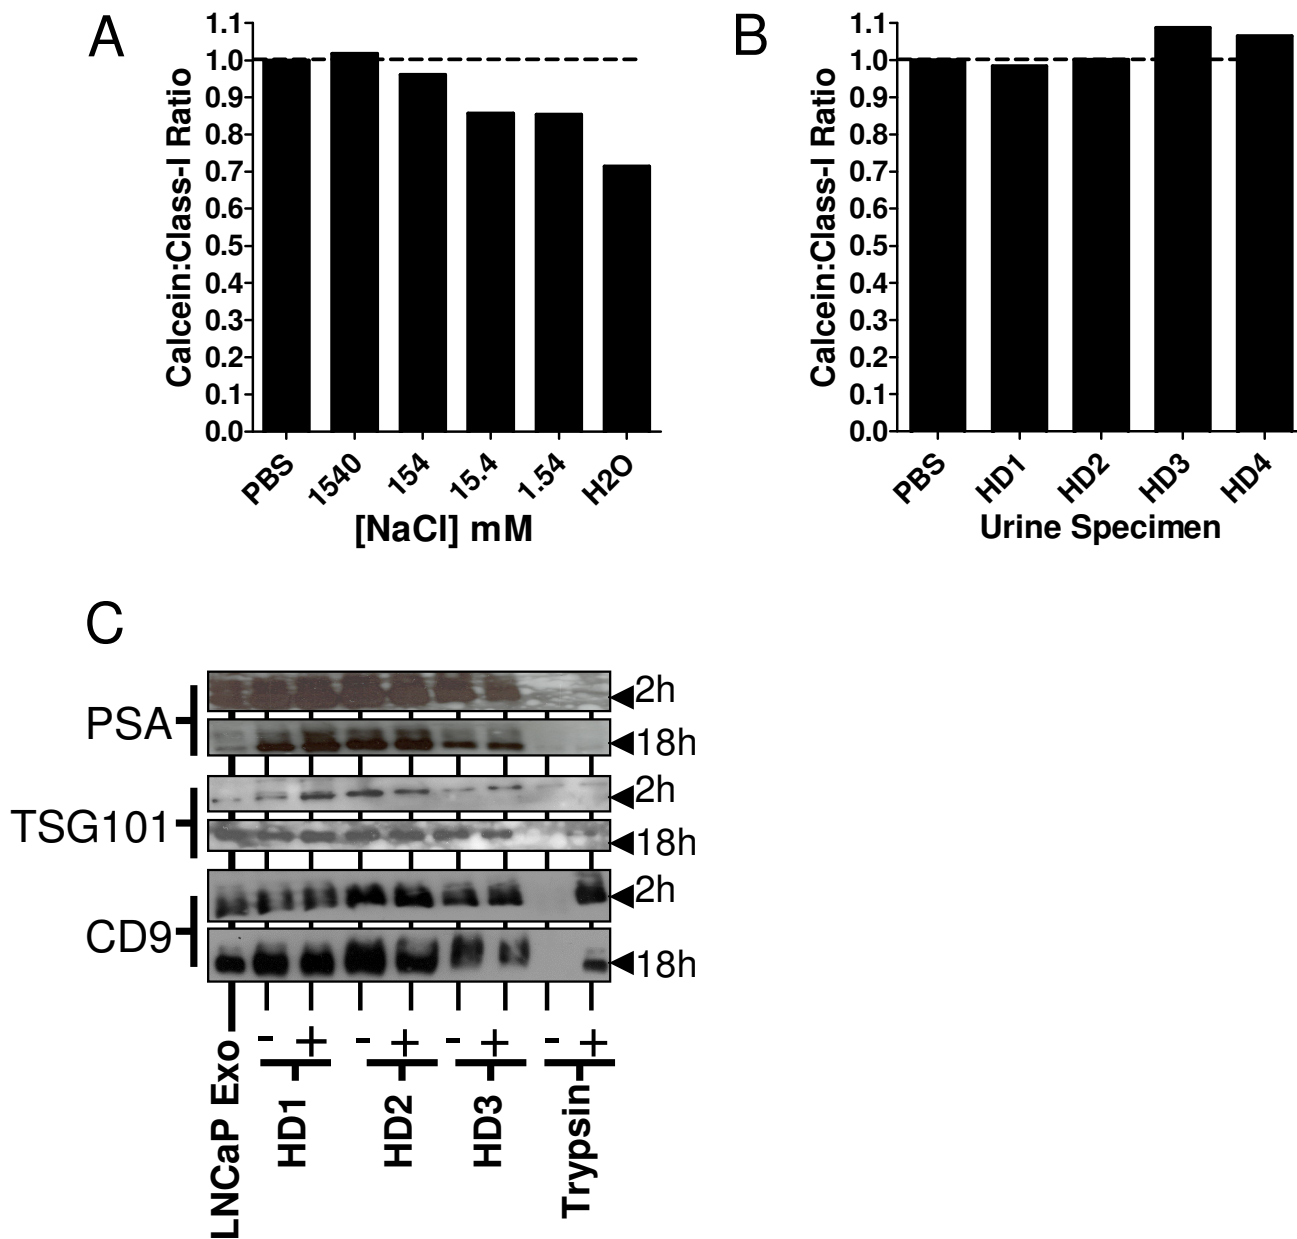 A
Calcein:Class-I Ratio
1.1
1.0
0.9
0.8
0.7
0.6
0.5
0.4
0.3
0.2
0.1
0.0
PBS 1540 154 15.4 1.54 H2O
[NaCl] mM
B
Calcein:Class-I Ratio
1.1
1.0
0.9
0.8
0.7
0.6
0.5
0.4
0.3
0.2
0.1
0.0
PBS HD1 HD2 HD3 HD4
Urine Specimen
C
PSA
2h
18h
TSG101
2h
18h
CD9
2h
18h
- + - + - + - +
LNCaP Exo
HD1
HD2
HD3
Trypsin